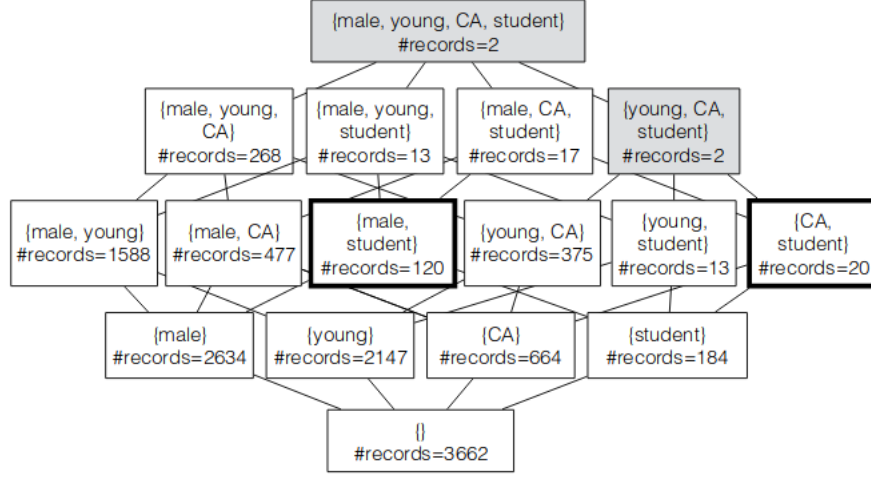 {male, young, CA, student}
#records=2
{male, young,
CA}
#records=268
{male, young,
student}
#records=13
{male, CA,
student}
#records=17
{young, CA,
student}
#records=2
{male, young}
#records=1588
{male, CA}
#records=477
{male,
student}
#records=120
{young, CA}
#records=375
{young,
student}
#records=13
{CA,
student}
#records=20
{male}
#records=2634
{young}
#records=2147
{CA}
#records=664
{student}
#records=184
{}
#records=3662